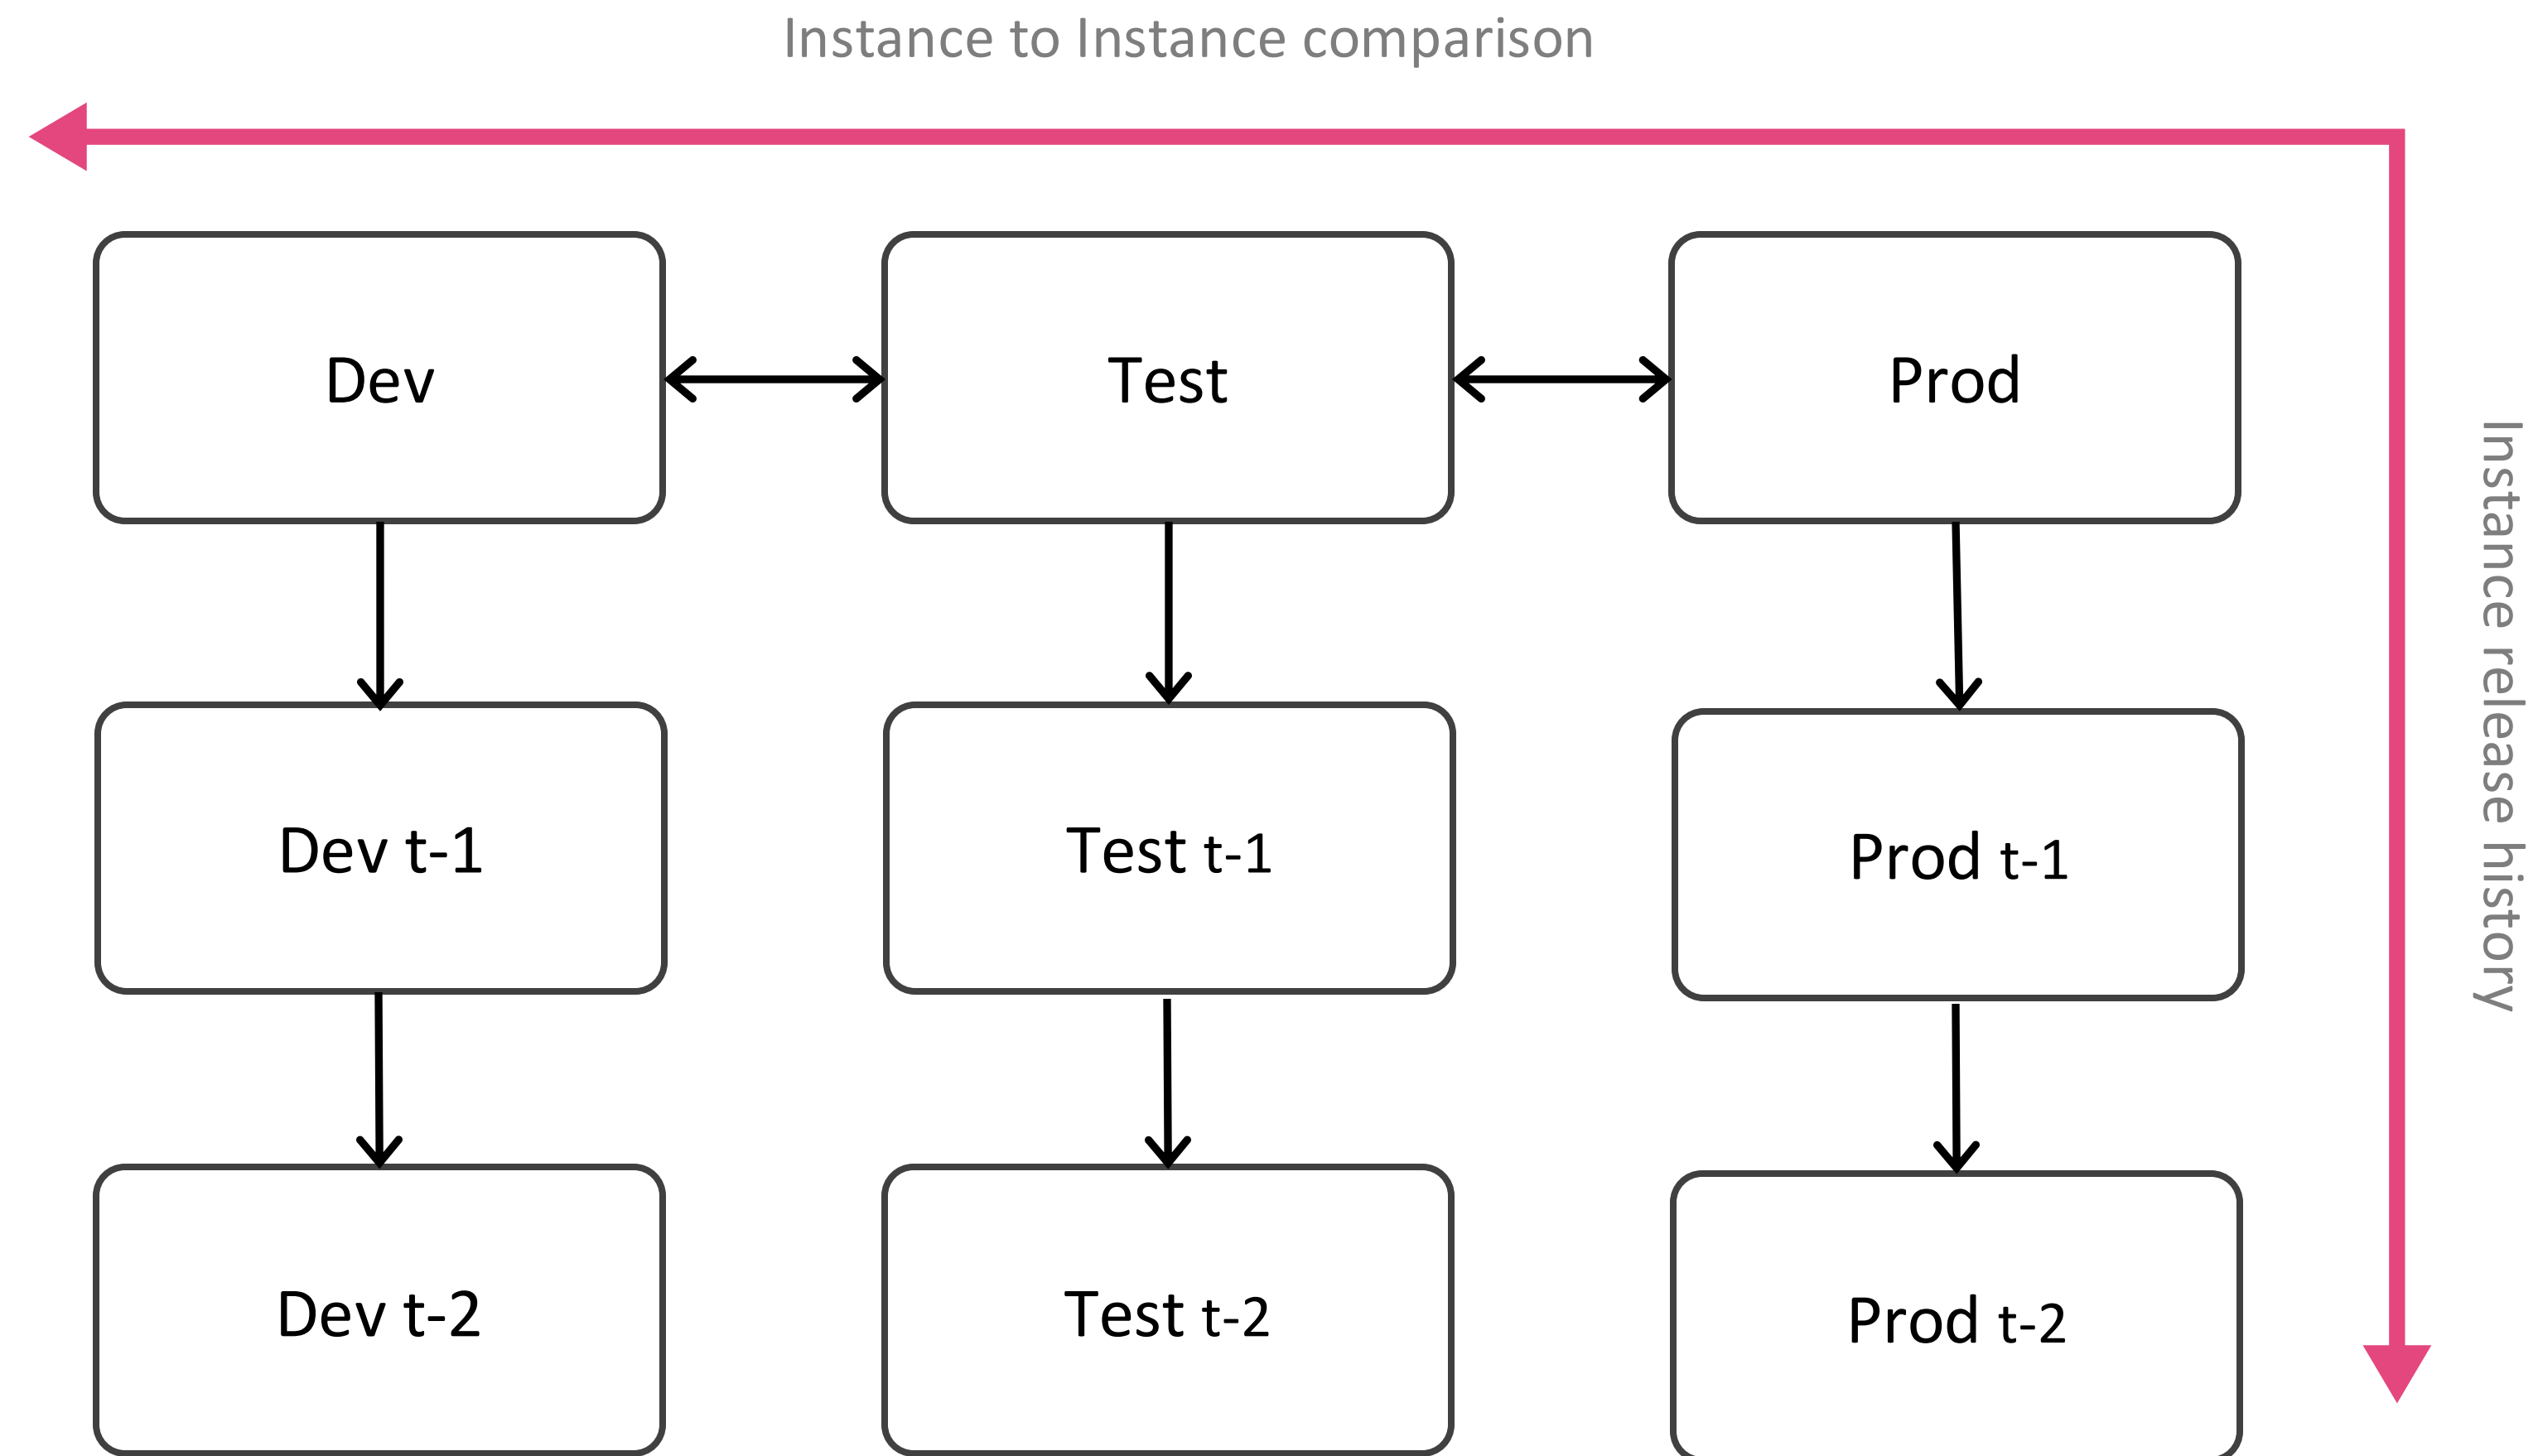 Instance to Instance comparison
Dev
Test
Prod
Instance release history
Dev t-1
Test t-1
Prod t-1
Dev t-2
Test t-2
Prod t-2